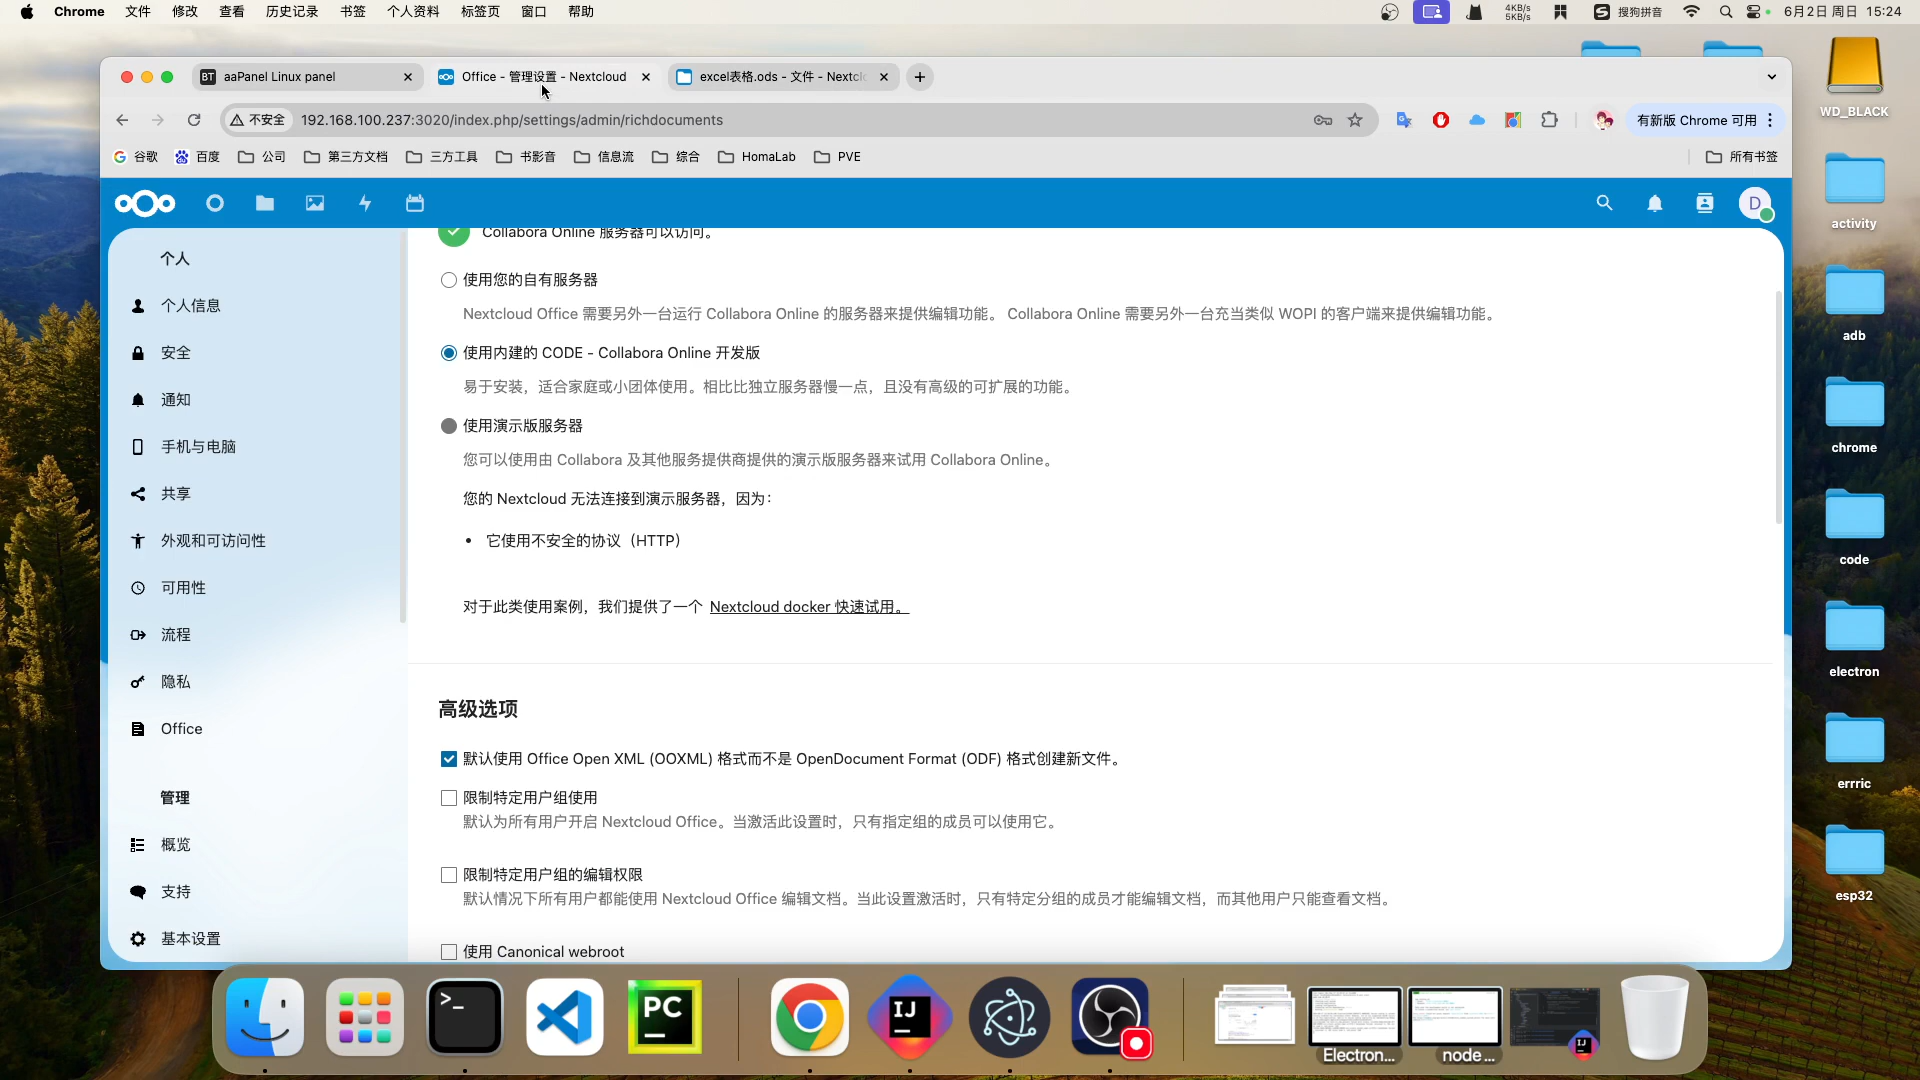 Chrome 文件 修改 查看 历史记录 书签 个人资料 标签页 窗口 帮助 4KB/s 5KB/s S 搜狗拼音 6月2日 周日 15:24
BT aaPanel Linux panel Office - 管理设置 - Nextcloud excel表格.ods - 文件 - Nextcl
不安全 192.168.100.237:3020/index.php/settings/admin/richdocuments 有新版 Chrome 可用
谷歌 百度 公司 第三方文档 三方工具 书影音 信息流 综合 HomaLab PVE 所有书签
D
Collabora Online 服务器可以访问。
个人
个人信息
安全
通知
手机与电脑
共享
外观和可访问性
可用性
流程
隐私
Office
管理
概览
支持
基本设置
使用您的自有服务器
Nextcloud Office 需要另外一台运行 Collabora Online 的服务器来提供编辑功能。 Collabora Online 需要另外一台充当类似 WOPI 的客户端来提供编辑功能。
使用内建的 CODE - Collabora Online 开发版
易于安装，适合家庭或小团体使用。相比比独立服务器慢一点，且没有高级的可扩展的功能。
使用演示版服务器
您可以使用由 Collabora 及其他服务提供商提供的演示版服务器来试用 Collabora Online。
您的 Nextcloud 无法连接到演示服务器，因为：
• 它使用不安全的协议（HTTP）
对于此类使用案例，我们提供了一个 Nextcloud docker 快速试用。
高级选项
默认使用 Office Open XML (OOXML) 格式而不是 OpenDocument Format (ODF) 格式创建新文件。
限制特定用户组使用
默认为所有用户开启 Nextcloud Office。当激活此设置时，只有指定组的成员可以使用它。
限制特定用户组的编辑权限
默认情况下所有用户都能使用 Nextcloud Office 编辑文档。当此设置激活时，只有特定分组的成员才能编辑文档，而其他用户只能查看文档。
使用 Canonical webroot
WD_BLACK
activity
adb
chrome
code
electron
errric
esp32
>_
PC
IJ
Electron...
node ...
IJ